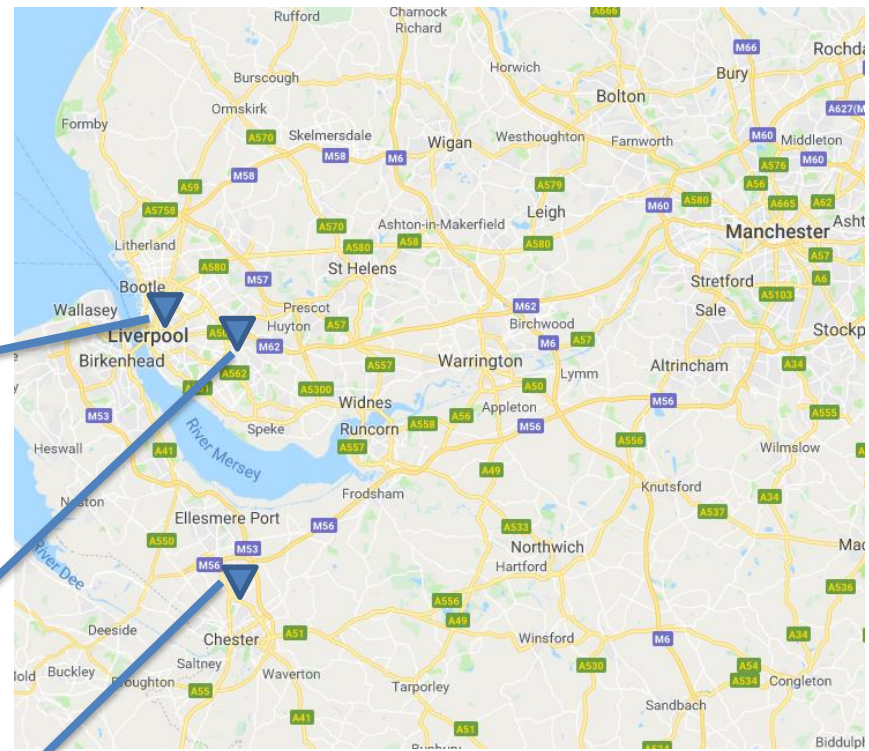 Rufford
Charnock
Richard
A666
M66
Rochda
Horwich
Bury
Burscough
Bolton
Ormskirk
A627(M
Formby
A570
Skelmersdale
Wigan
Westhoughton
Farnworth
M60
Middleton
M58
M6
A576
M60
M58
A59
A579
A56
A580
A665
A62
M60
A5758
Leigh
A570
Ashton-in-Makerfield
Manchester
Asht
Litherland
A580
A58
A580
A57
A580
St Helens
M57
Stretford
A6
Bootle
A5103
Wallasey
Prescot
M62
Sale
Huyton
A57
Birchwood
Stockp
Liverpool
M62
M6
A57
Birkenhead
A557
Warrington
Altrincham
A34
A562
Lymm
A5300
A50
Widnes
M56
M53
Appleton
A555
Speke
Runcorn
A558
A56
M56
A557
A556
Heswall
A41
River Mersey
Wilmslow
A49
Frodsham
Knutsford
A34
Neston
A537
Ellesmere Port
M56
A533
A550
M53
Northwich
Mac
River Dee
M56
Hartford
A536
A556
A49
Deeside
Chester
A51
Winsford
M6
A34
Saltney
Buckley
A530
A54
Waverton
A534
Congleton
Broughton
A55
Tarporley
Sandbach
A41
A51
A534
Bunbury
Biddulph